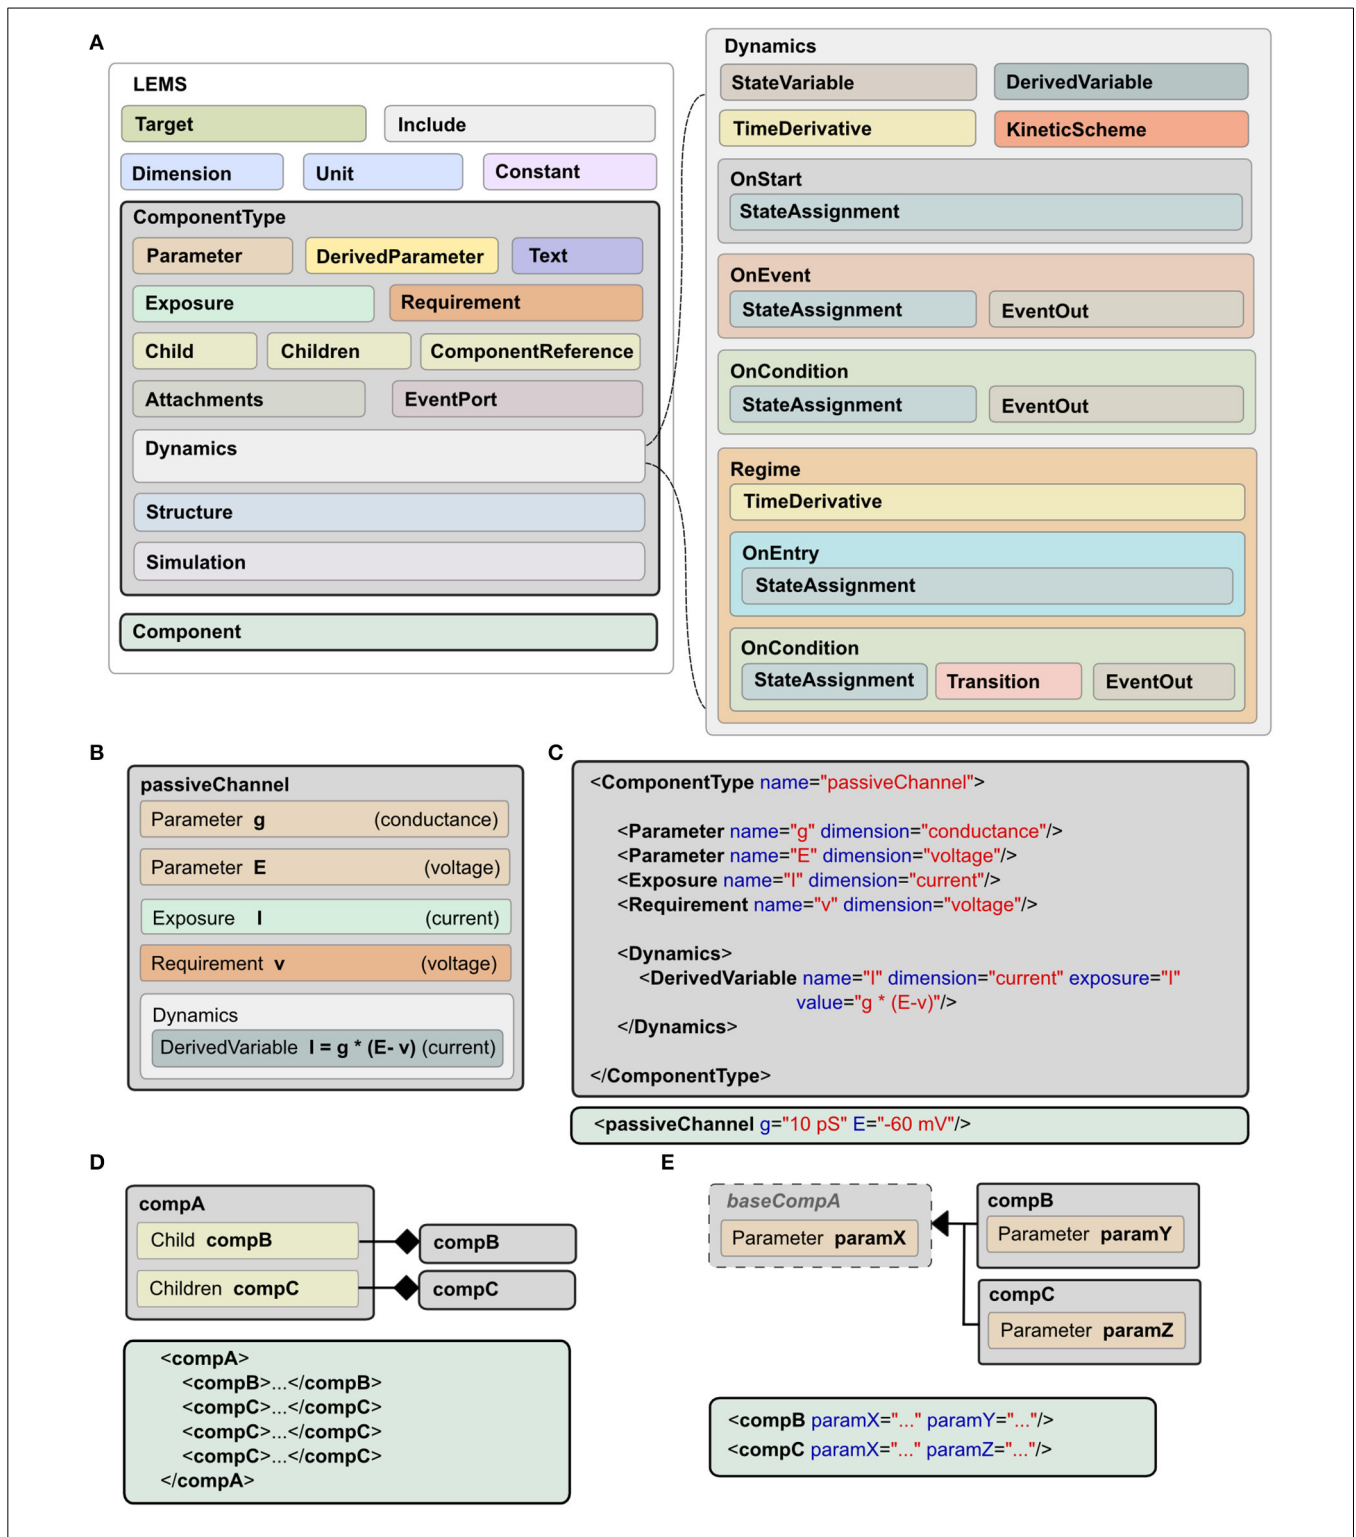 A
LEMS
Target
Include
Dimension
Unit
Constant
ComponentType
Parameter
DerivedParameter
Text
Exposure
Requirement
Child
Children
ComponentReference
Attachments
EventPort
Dynamics
Structure
Simulation
Component
Dynamics
StateVariable
DerivedVariable
TimeDerivative
KineticScheme
OnStart
StateAssignment
OnEvent
StateAssignment
EventOut
OnCondition
StateAssignment
EventOut
Regime
TimeDerivative
OnEntry
StateAssignment
OnCondition
StateAssignment
Transition
EventOut
B
passiveChannel
Parameter g (conductance)
Parameter E (voltage)
Exposure I (current)
Requirement v (voltage)
Dynamics
DerivedVariable I = g * (E- v) (current)
C
<ComponentType name="passiveChannel">
<Parameter name="g" dimension="conductance"/>
<Parameter name="E" dimension="voltage"/>
<Exposure name="I" dimension="current"/>
<Requirement name="v" dimension="voltage"/>
<Dynamics>
<DerivedVariable name="I" dimension="current" exposure="I"
value="g * (E-v)"/>
</Dynamics>
</ComponentType>
<passiveChannel g="10 pS" E="-60 mV"/>
D
compA
Child compB
compB
Children compC
compC
<compA>
<compB>...</compB>
<compC>...</compC>
<compC>...</compC>
<compC>...</compC>
</compA>
E
baseCompA
Parameter paramX
compB
Parameter paramY
compC
Parameter paramZ
<compB paramX="..." paramY="..."/>
<compC paramX="..." paramZ="..."/>